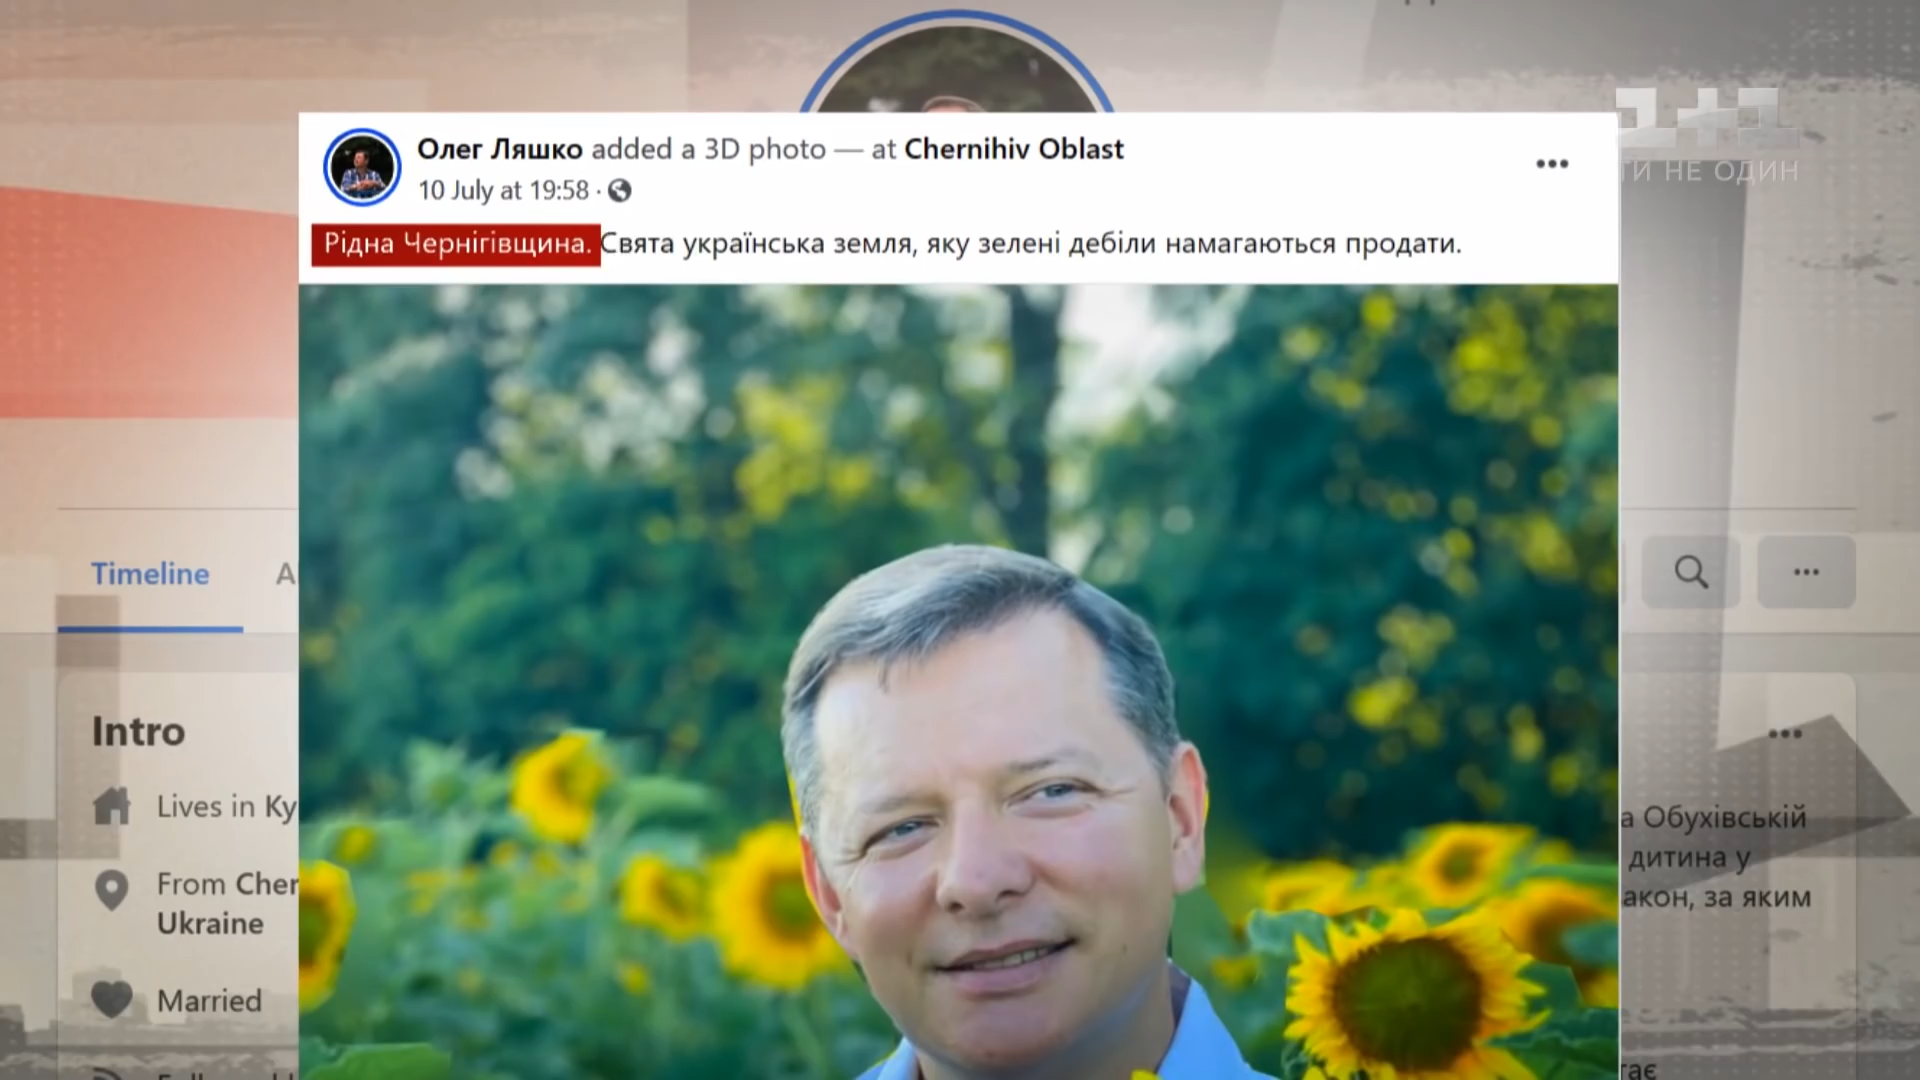 1+1
ТИ НЕ ОДИН
Олег Ляшко added a 3D photo — at Chernihiv Oblast
10 July at 19:58 ·
Рідна Чернігівщина. Свята українська земля, яку зелені дебіли намагаються продати.
Timeline
A
Intro
Lives in Ky
From Cher
Ukraine
Married
а Обухівській
дитина у
акон, за яким